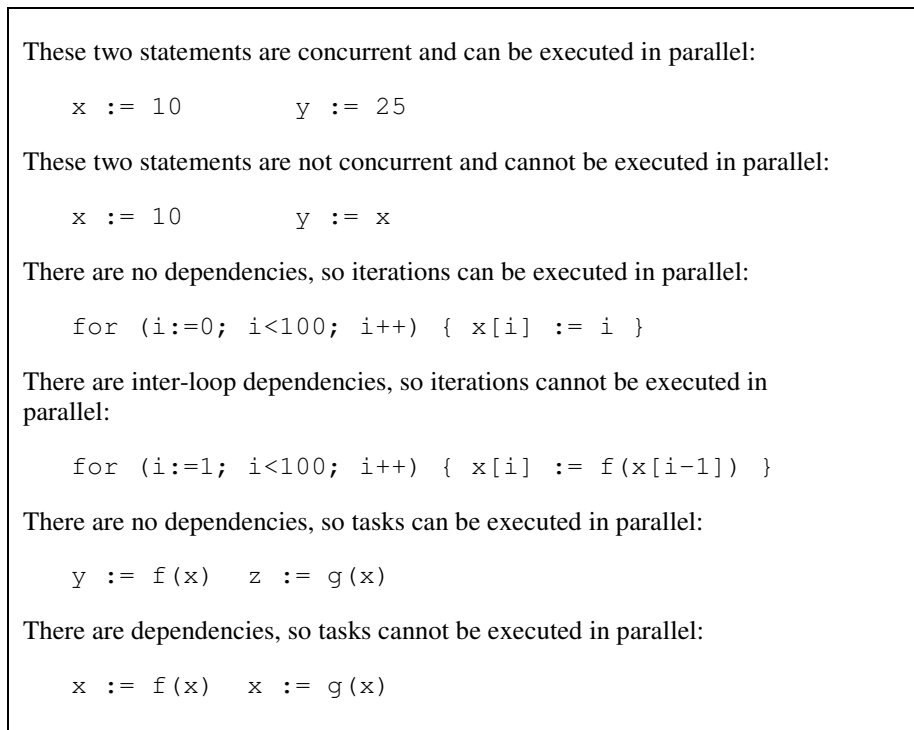 These two statements are concurrent and can be executed in parallel:
x := 10 y := 25
These two statements are not concurrent and cannot be executed in parallel:
x := 10 y := x
There are no dependencies, so iterations can be executed in parallel:
for (i:=0; i<100; i++) { x[i] := i }
There are inter-loop dependencies, so iterations cannot be executed in
parallel:
for (i:=1; i<100; i++) { x[i] := f(x[i-1]) }
There are no dependencies, so tasks can be executed in parallel:
y := f(x) z := g(x)
There are dependencies, so tasks cannot be executed in parallel:
x := f(x) x := g(x)